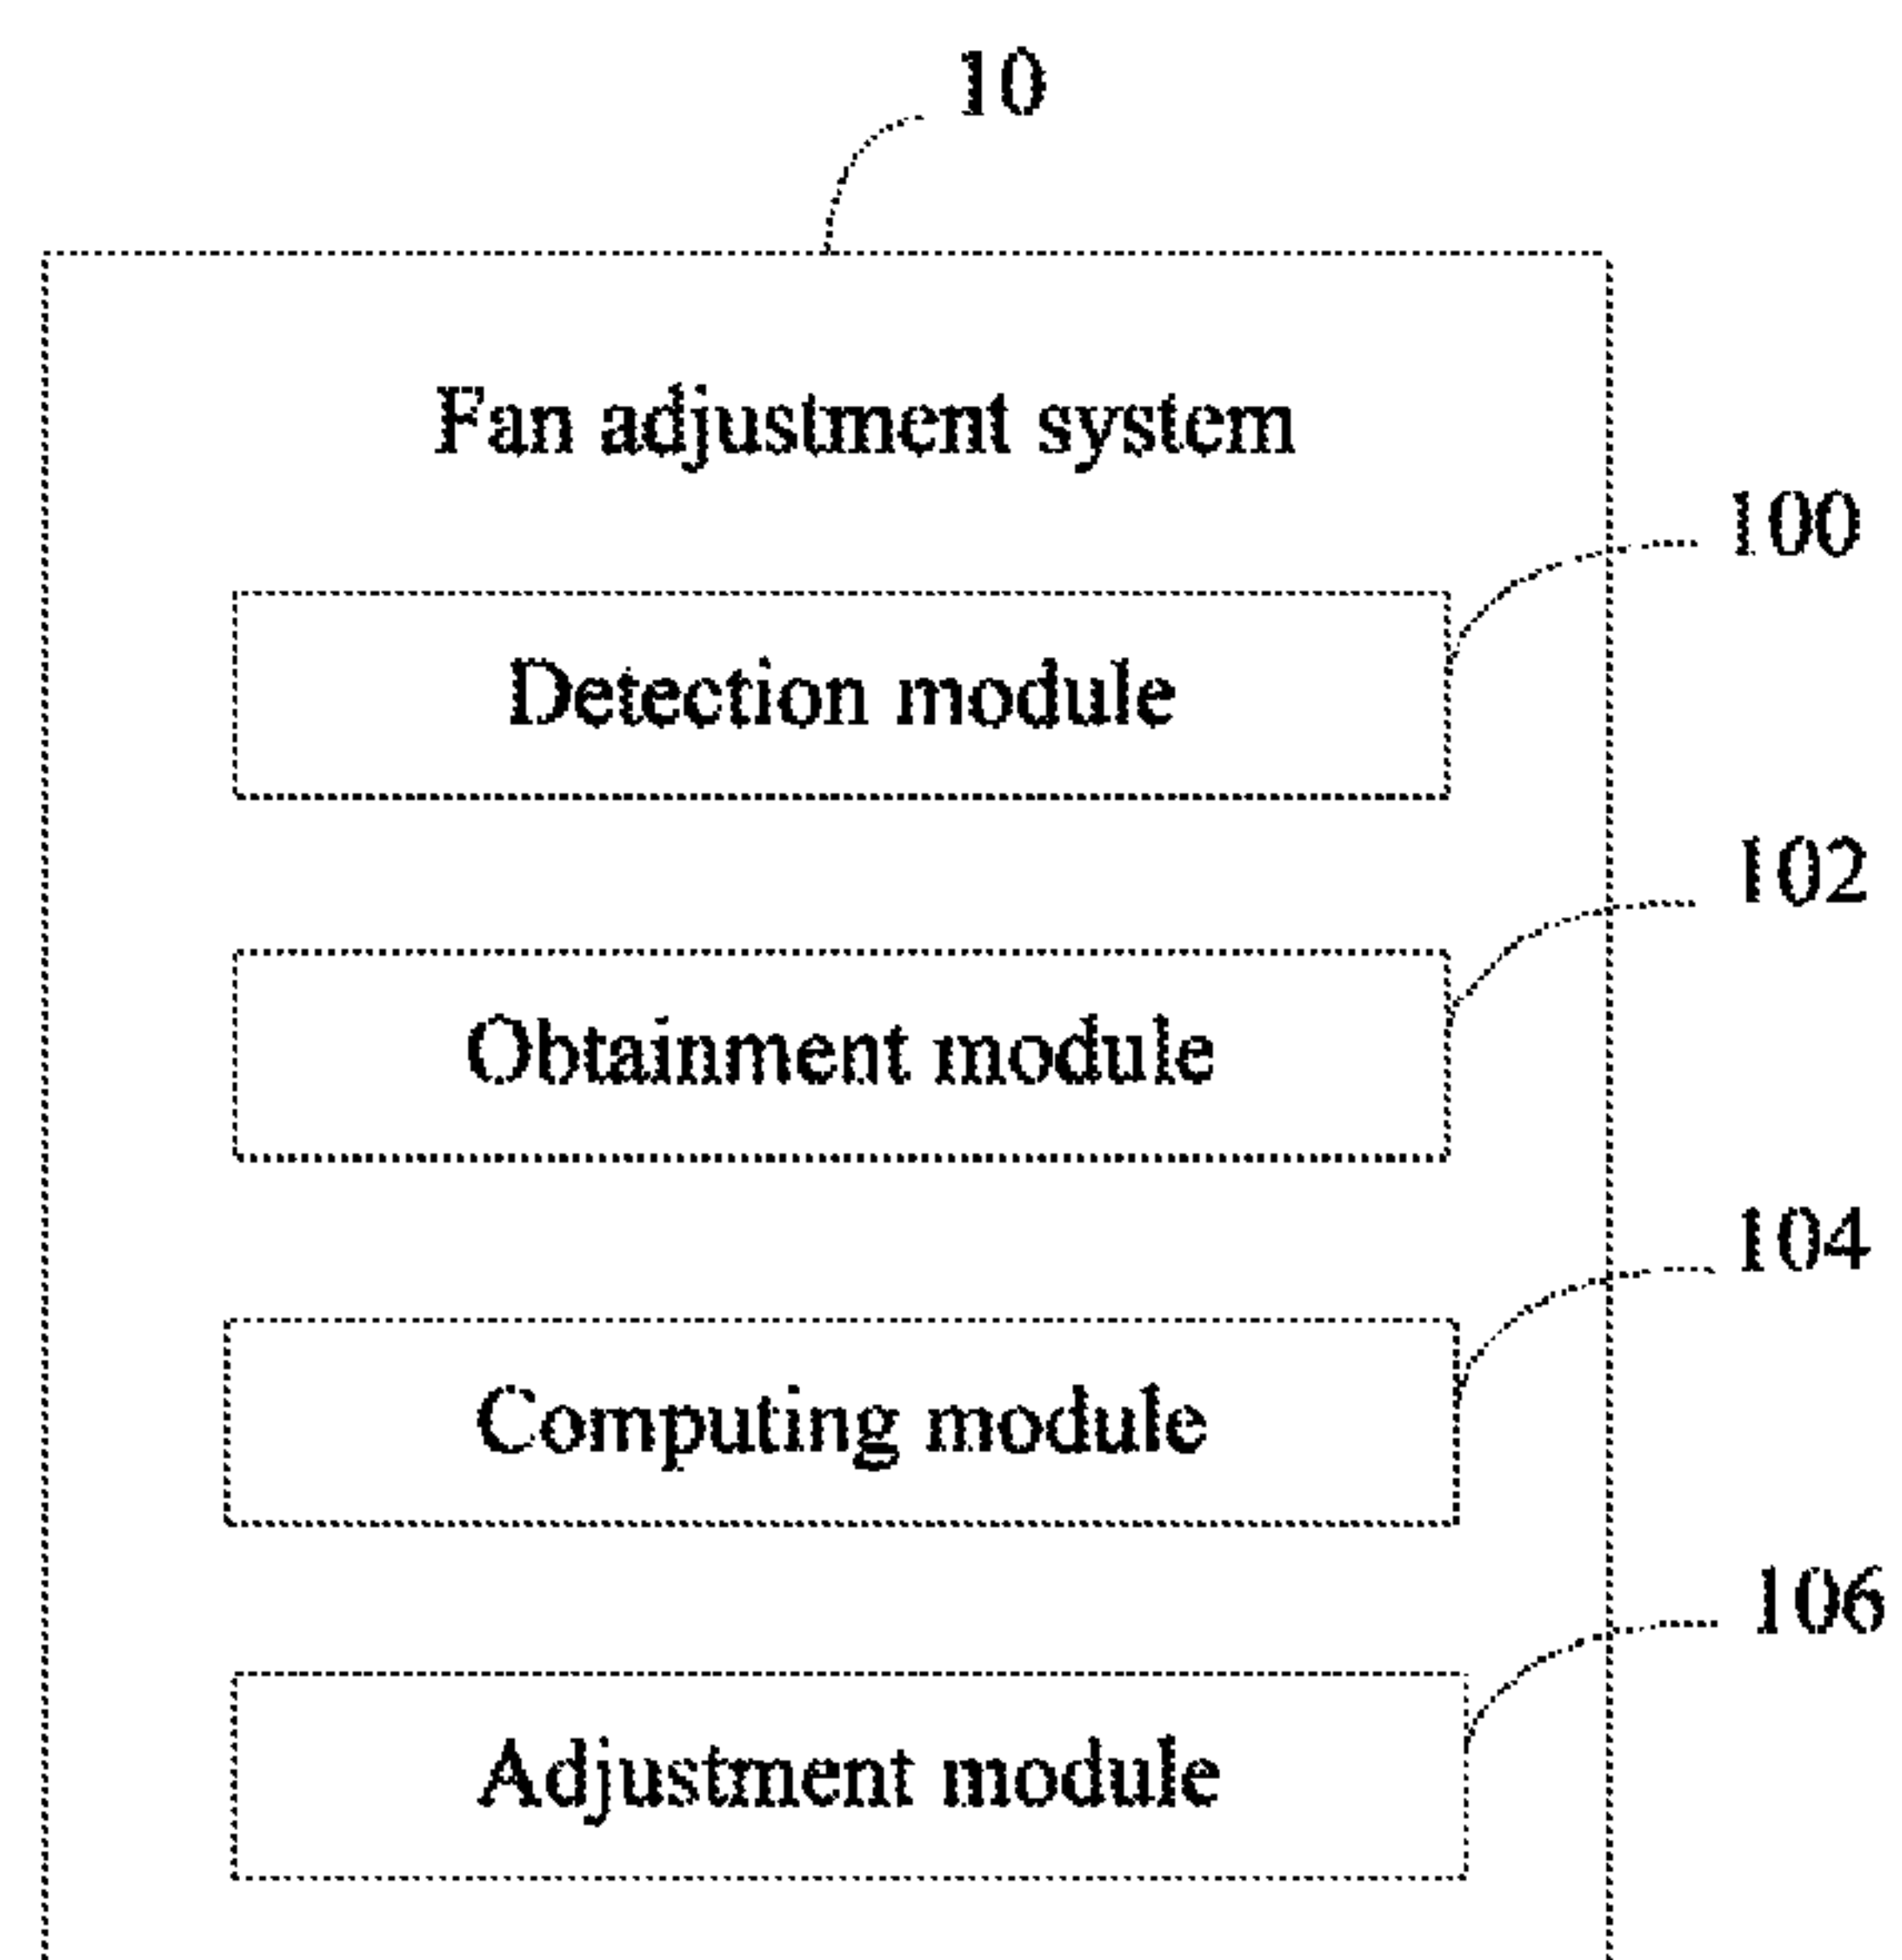 10
Fan adjustment system
100
Detection module
102
Obtainment module
104
Computing module
106
Adjustment module